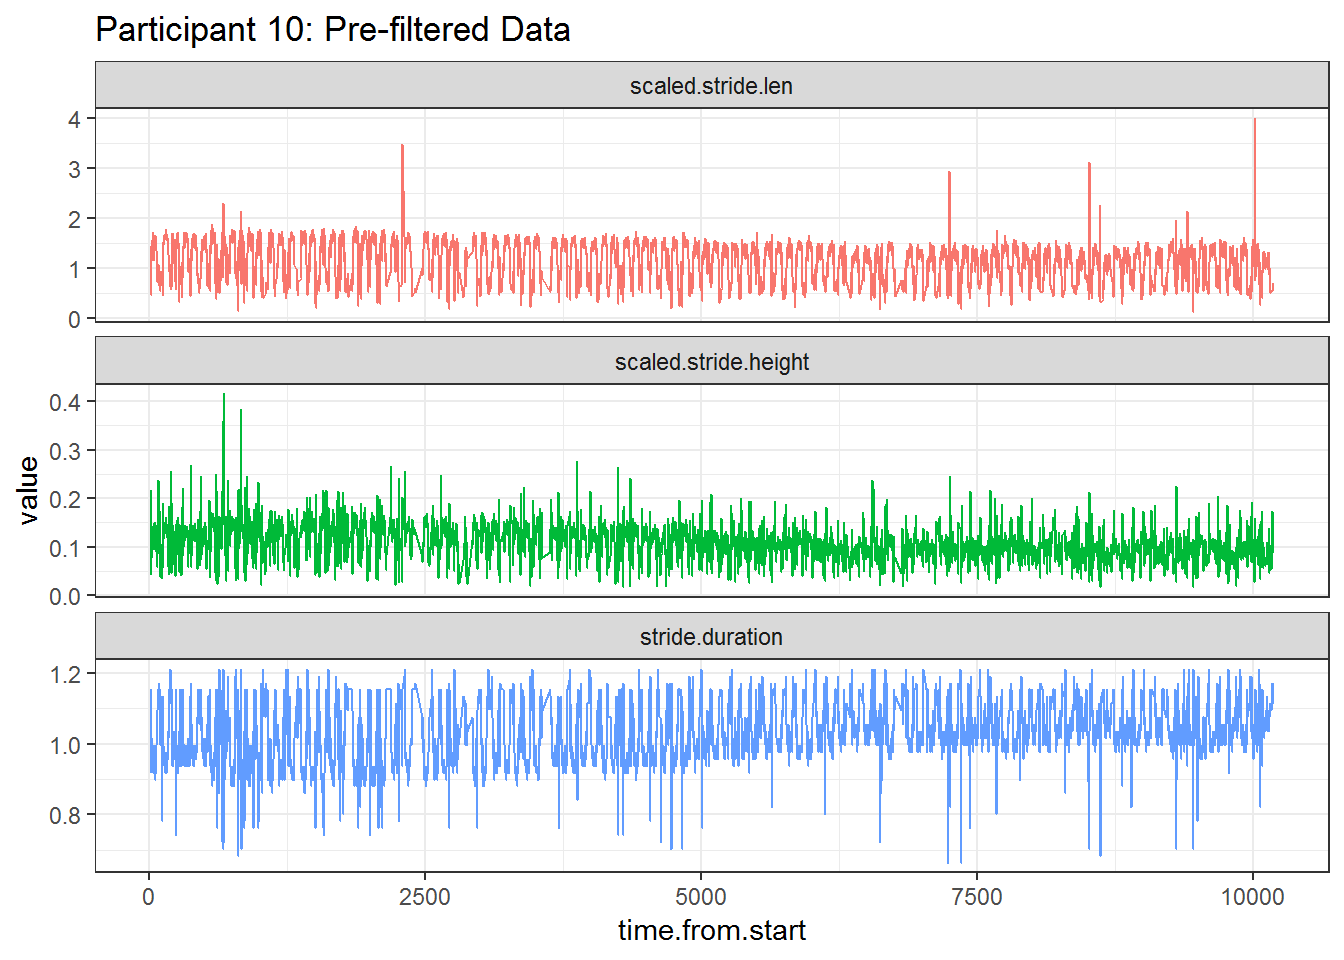 Participant 10: Pre-filtered Data
scaled.stride.len
4
3
2
1
0
scaled.stride.height
0.4
0.3
0.2
0.1
0.0
value
stride.duration
1.2
1.0
0.8
0 2500 5000 7500 10000
time.from.start